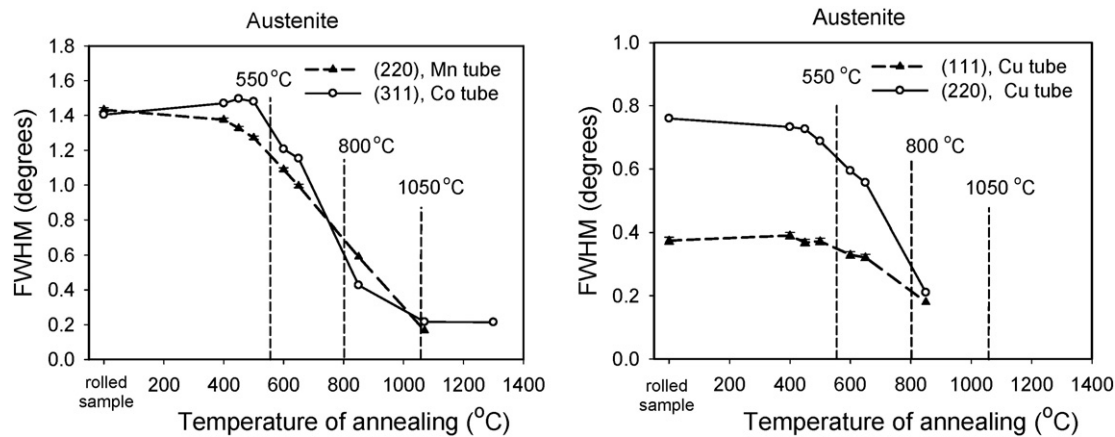 Austenite
FWHM (degrees)
1.8
1.6
1.4
1.2
1.0
0.8
0.6
0.4
0.2
0.0
(220), Mn tube
(311), Co tube
550 °C
800 °C
1050 °C
rolled
sample
200 400 600 800 1000 1200 1400
Temperature of annealing (°C)
Austenite
FWHM (degrees)
1.0
0.8
0.6
0.4
0.2
0.0
(111), Cu tube
(220), Cu tube
550 °C
800 °C
1050 °C
rolled
sample
200 400 600 800 1000 1200 1400
Temperature of annealing (°C)